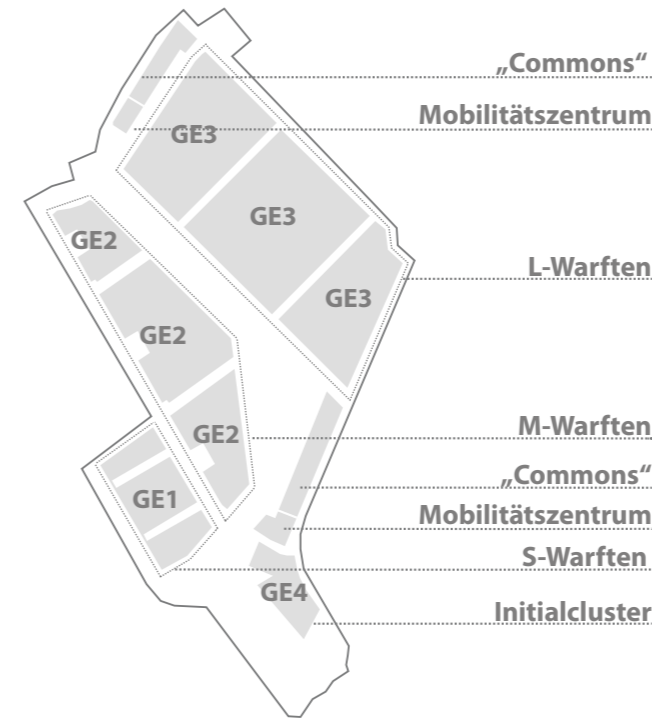 „Commons“
Mobilitätszentrum
GE3
GE3
GE2
L-Warften
GE3
GE2
M-Warften
GE2
„Commons“
GE1
Mobilitätszentrum
S-Warften
GE4
Initialcluster